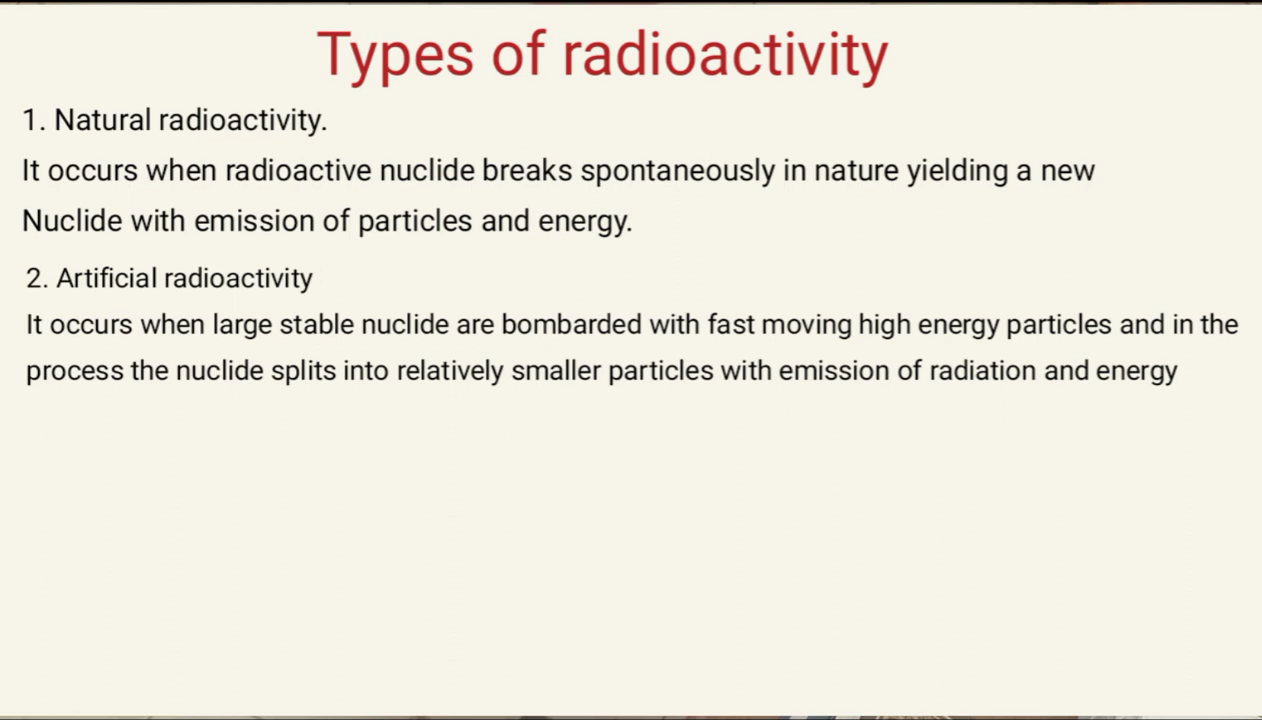 Types of radioactivity
1. Natural radioactivity.
It occurs when radioactive nuclide breaks spontaneously in nature yielding a new
Nuclide with emission of particles and energy.
2. Artificial radioactivity
It occurs when large stable nuclide are bombarded with fast moving high energy particles and in the
process the nuclide splits into relatively smaller particles with emission of radiation and energy